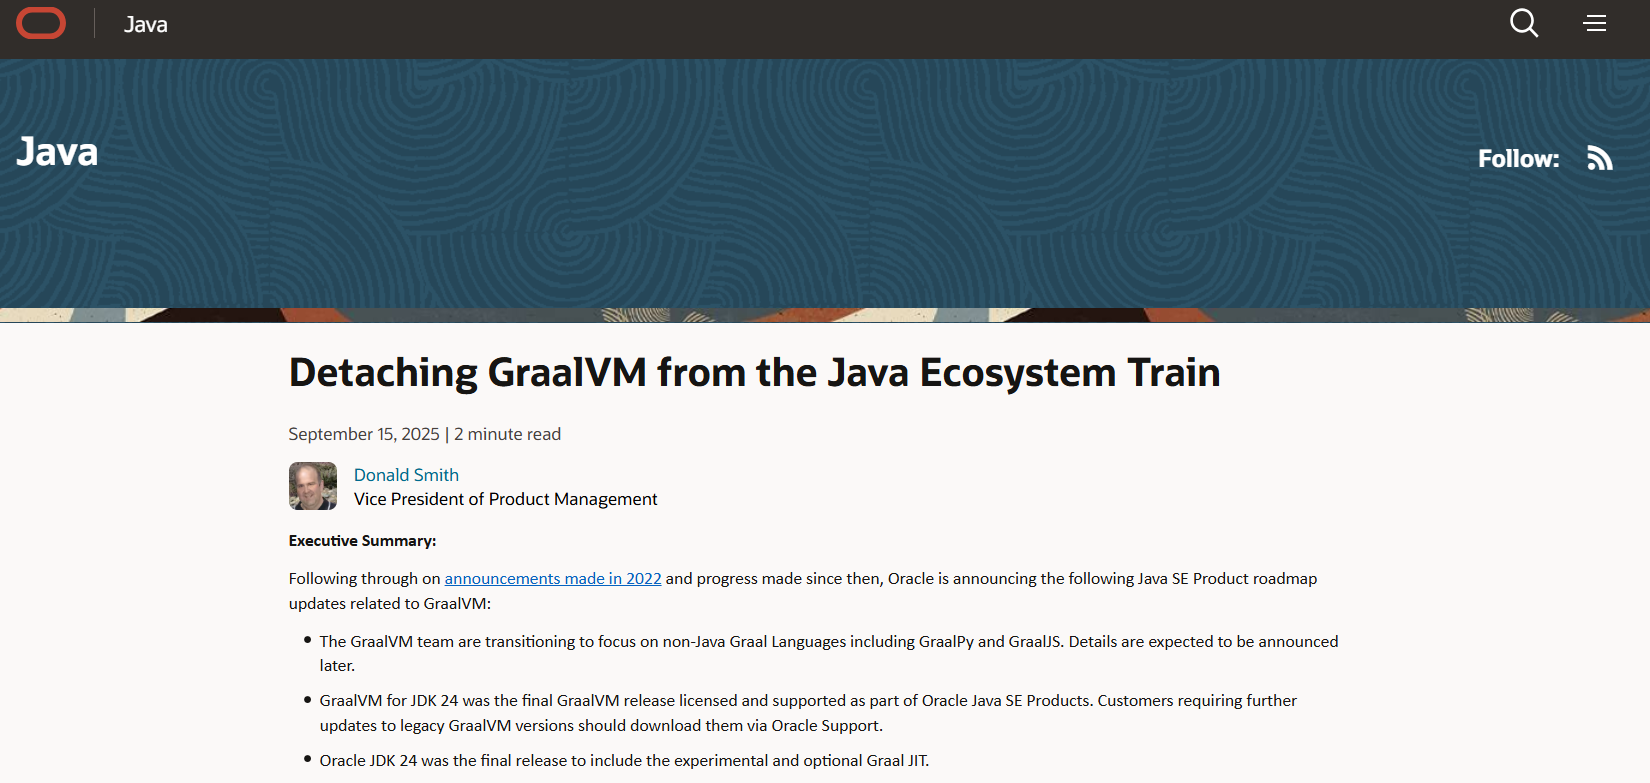 Java
Java
Follow:
Detaching GraalVM from the Java Ecosystem Train
September 15, 2025 | 2 minute read
Donald Smith
Vice President of Product Management
Executive Summary:
Following through on announcements made in 2022 and progress made since then, Oracle is announcing the following Java SE Product roadmap
updates related to GraalVM:
• The GraalVM team are transitioning to focus on non-Java Graal Languages including GraalPy and GraalJS. Details are expected to be announced
later.
• GraalVM for JDK 24 was the final GraalVM release licensed and supported as part of Oracle Java SE Products. Customers requiring further
updates to legacy GraalVM versions should download them via Oracle Support.
• Oracle JDK 24 was the final release to include the experimental and optional Graal JIT.